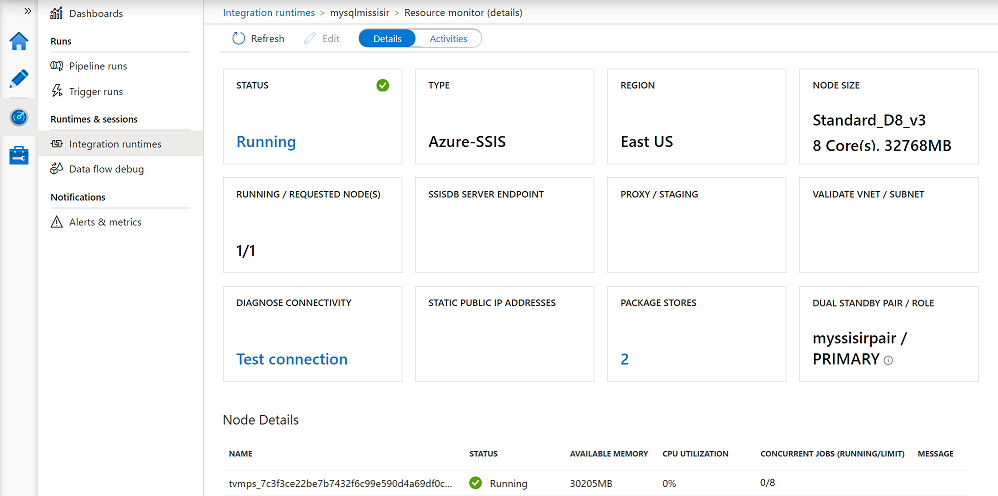 »
Dashboards
Runs
Pipeline runs
Trigger runs
Runtimes & sessions
Integration runtimes
Data flow debug
Notifications
Alerts & metrics
Integration runtimes > mysqlmissisir > Resource monitor (details)
Refresh Edit Details Activities
STATUS
Running
TYPE
Azure-SSIS
REGION
East US
NODE SIZE
Standard_D8_v3
8 Core(s). 32768MB
RUNNING / REQUESTED NODE(S)
1/1
SSISDB SERVER ENDPOINT
PROXY / STAGING
VALIDATE VNET / SUBNET
DIAGNOSE CONNECTIVITY
Test connection
STATIC PUBLIC IP ADDRESSES
PACKAGE STORES
2
DUAL STANDBY PAIR / ROLE
myssisirpair /
PRIMARY
Node Details
NAME STATUS AVAILABLE MEMORY CPU UTILIZATION CONCURRENT JOBS (RUNNING/LIMIT) MESSAGE
tvmps_7c3f3ce22be7b7432f6c99e590d4a69df0c... Running 30205MB 0% 0/8